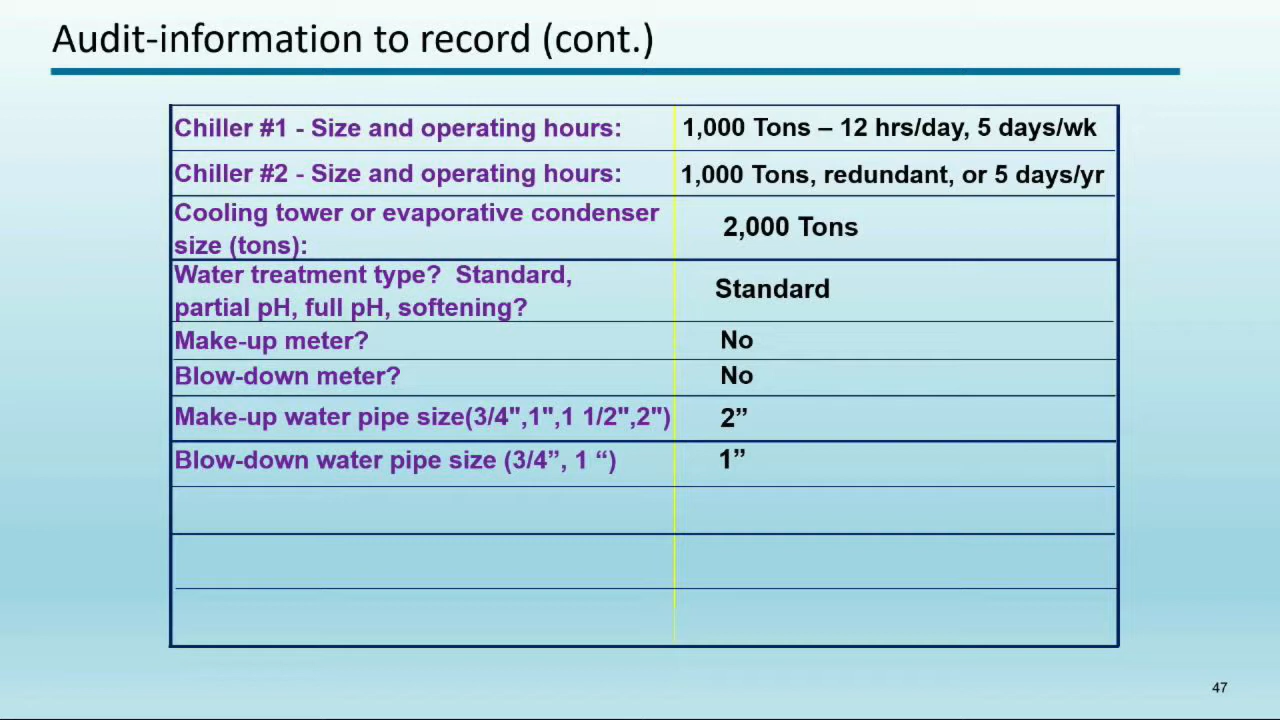 Audit-information to record (cont.)
Chiller #1 - Size and operating hours: 1,000 Tons – 12 hrs/day, 5 days/wk
Chiller #2 - Size and operating hours: 1,000 Tons, redundant, or 5 days/yr
Cooling tower or evaporative condenser
size (tons): 2,000 Tons
Water treatment type?  Standard,
partial pH, full pH, softening? Standard
Make-up meter? No
Blow-down meter? No
Make-up water pipe size(3/4",1",1 1/2",2") 2”
Blow-down water pipe size (3/4”, 1 “) 1”
47